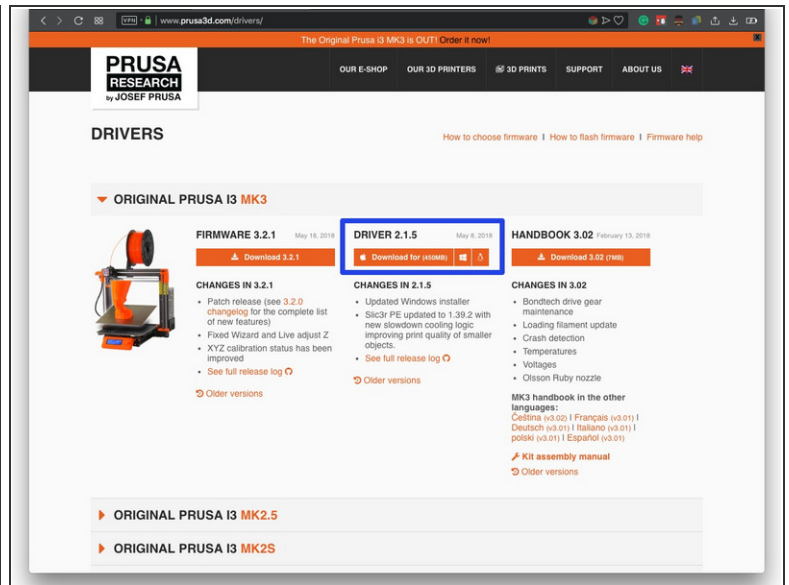 VPN
www.prusa3d.com/drivers/
The Original Prusa i3 MK3 is OUT! Order it now!
PRUSA
RESEARCH
by JOSEF PRUSA
OUR E-SHOP
OUR 3D PRINTERS
3D PRINTS
SUPPORT
ABOUT US
DRIVERS
How to choose firmware I How to flash firmware I Firmware help
ORIGINAL PRUSA I3 MK3
FIRMWARE 3.2.1 May 18, 2018
Download 3.2.1
CHANGES IN 3.2.1
• Patch release (see 3.2.0
changelog for the complete list
of new features)
• Fixed Wizard and Live adjust Z
• XYZ calibration status has been
improved
• See full release log
Older versions
DRIVER 2.1.5 May 8, 2018
Download for (450MB)
CHANGES IN 2.1.5
• Updated Windows installer
• Slic3r PE updated to 1.39.2 with
new slowdown cooling logic
improving print quality of smaller
objects.
• See full release log
Older versions
HANDBOOK 3.02 February 13, 2018
Download 3.02 (7MB)
CHANGES IN 3.02
• Bondtech drive gear
maintenance
• Loading filament update
• Crash detection
• Temperatures
• Voltages
• Olsson Ruby nozzle
MK3 handbook in the other
languages:
Čeština (v3.02) I Français (v3.01) I
Deutsch (v3.01) I Italiano (v3.01) I
polski (v3.01) I Español (v3.01)
Kit assembly manual
Older versions
ORIGINAL PRUSA I3 MK2.5
ORIGINAL PRUSA I3 MK2S